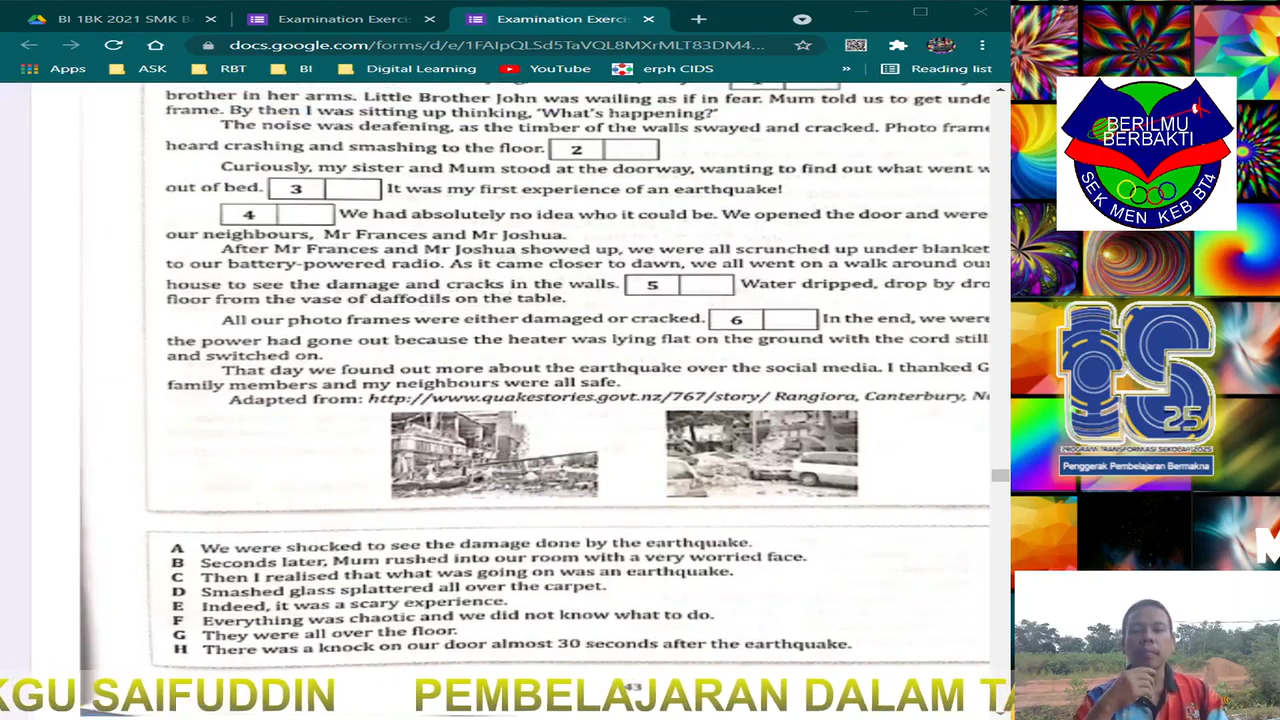 BI 1BK 2021 SMK B
Examination Exerci
Examination Exerci
docs.google.com/forms/d/e/1FAIpQLSd5TaVQL8MXrMLT83DM4...
Apps
ASK
RBT
BI
Digital Learning
YouTube
erph CIDS
»
Reading list
brother in her arms. Little Brother John was wailing as if in fear. Mum told us to get unde
frame. By then I was sitting up thinking, "What's happening?"
The noise was deafening, as the timber of the walls swayed and cracked. Photo frame
heard crashing and smashing to the floor. 2
Curiously, my sister and Mum stood at the doorway, wanting to find out what went w
out of bed. 3 It was my first experience of an earthquake!
4 We had absolutely no idea who it could be. We opened the door and were
our neighbours, Mr Frances and Mr Joshua.
After Mr Frances and Mr Joshua showed up, we were all scrunched up under blanket
to our battery-powered radio. As it came closer to dawn, we all went on a walk around our
house to see the damage and cracks in the walls. 5 Water dripped, drop by dro
floor from the vase of daffodils on the table.
All our photo frames were either damaged or cracked. 6 In the end, we were
the power had gone out because the heater was lying flat on the ground with the cord still
and switched on.
That day we found out more about the earthquake over the social media. I thanked G
family members and my neighbours were all safe.
Adapted from: http://www.quakestories.govt.nz/767/story/ Rangiora, Canterbury, Ne
A We were shocked to see the damage done by the earthquake.
B Seconds later, Mum rushed into our room with a very worried face.
C Then I realised that what was going on was an earthquake.
D Smashed glass splattered all over the carpet.
E Indeed, it was a scary experience.
F Everything was chaotic and we did not know what to do.
G They were all over the floor.
H There was a knock on our door almost 30 seconds after the earthquake.
43
KGU SAIFUDDIN PEMBELAJARAN DALAM TA
BERILMU
BERBAKTI
SEK MEN KEB BT4
tS
25
PROGRAM TRANSFORMASI SEKOLAH 2025
Penggerak Pembelajaran Bermakna
M